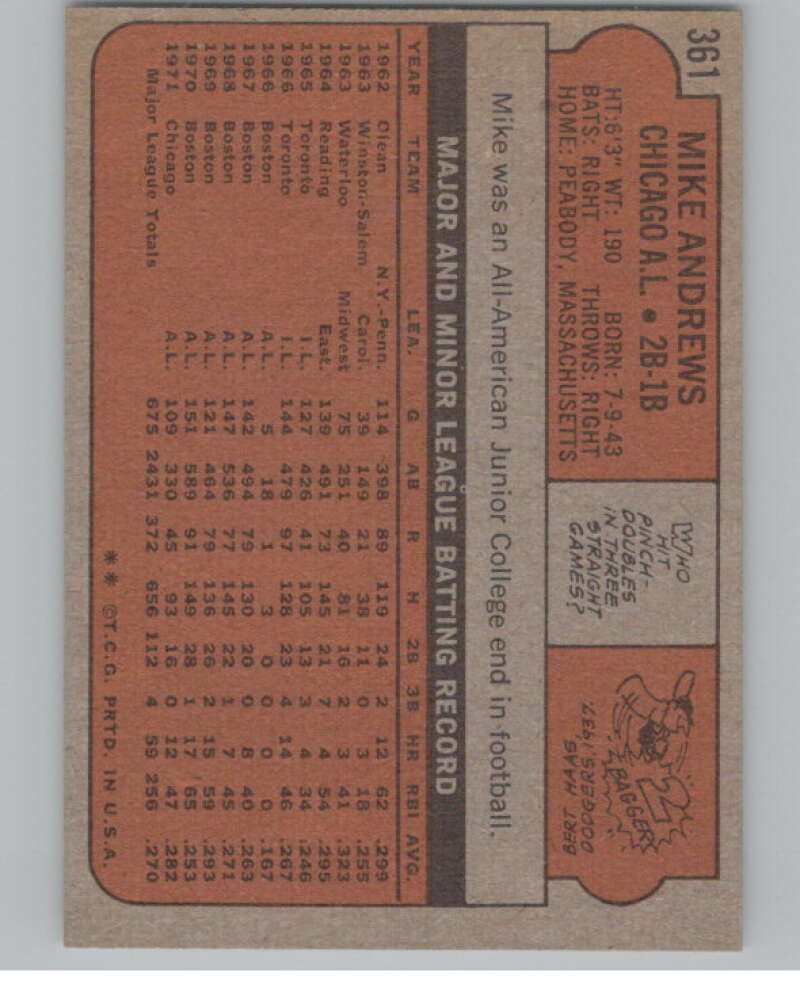 361
MIKE ANDREWS
CHICAGO A.L. • 2B-1B
HT: 6'3" WT: 190 BORN: 7-9-43
BATS: RIGHT THROWS: RIGHT
HOME: PEABODY, MASSACHUSETTS
WHO
HIT
PINCH-
DOUBLES
IN THREE
STRAIGHT
GAMES?
2
BAGGER
BERT HAAS,
DODGERS, 1937.
Mike was an All-American Junior College end in football.
MAJOR AND MINOR LEAGUE BATTING RECORD
YEAR TEAM LEA. G AB R H 2B 3B HR RBI AVG.
1962 Olean N.Y.-Penn. 114 398 89 119 24 2 12 62 .299
1963 Winston-Salem Carol. 39 149 21 38 11 0 3 18 .255
1963 Waterloo Midwest 75 251 40 81 16 2 3 41 .323
1964 Reading East. 139 491 73 145 21 7 4 54 .295
1965 Toronto I.L. 127 426 41 105 13 3 4 34 .246
1966 Toronto I.L. 144 479 97 128 23 4 14 46 .267
1966 Boston A.L. 5 18 1 3 0 0 0 0 .167
1967 Boston A.L. 142 494 79 130 20 0 8 40 .263
1968 Boston A.L. 147 536 77 145 22 1 7 45 .271
1969 Boston A.L. 121 464 79 136 26 2 15 59 .293
1970 Boston A.L. 151 589 91 149 28 1 17 65 .253
1971 Chicago A.L. 109 330 45 93 16 0 12 47 .282
Major League Totals 675 2431 372 656 112 4 59 256 .270
** ©T.C.G. PRTD. IN U.S.A.